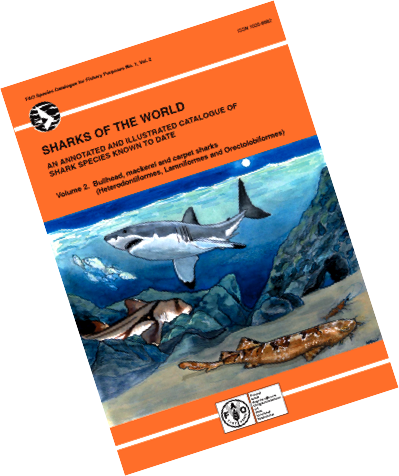 FAO Species Catalogue for Fishery Purposes No. 1, Vol. 2
ISSN 1020-8682
SHARKS OF THE WORLD
AN ANNOTATED AND ILLUSTRATED CATALOGUE OF
SHARK SPECIES KNOWN TO DATE
Volume 2. Bullhead, mackerel and carpet sharks
(Heterodontiformes, Lamniformes and Orectolobiformes)